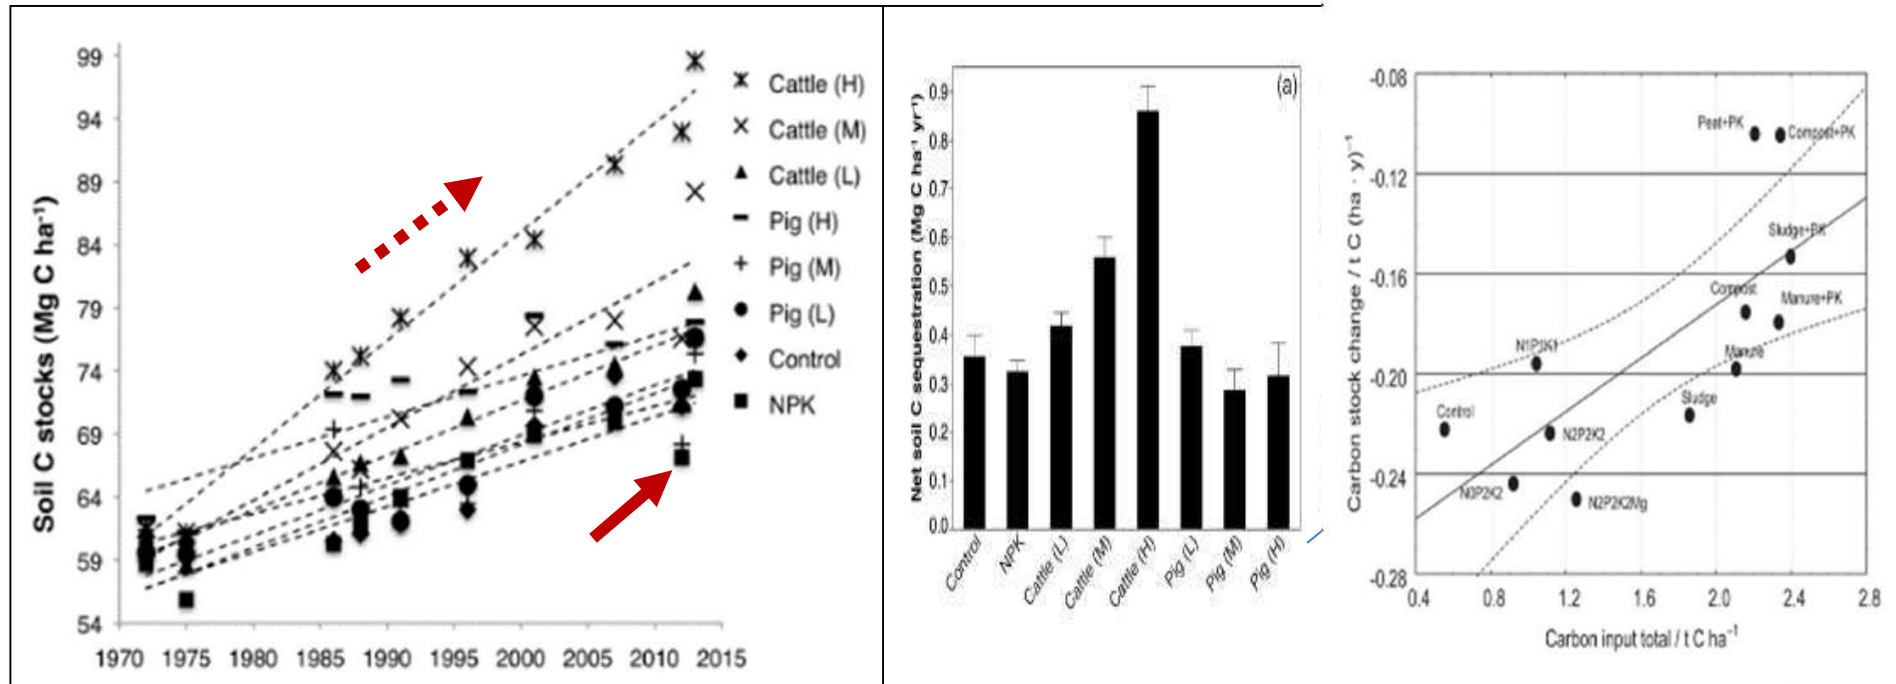 Soil C stocks (Mg C ha⁻¹)
99
94
89
84
79
74
69
64
59
54
1970 1975 1980 1985 1990 1995 2000 2005 2010 2015
Cattle (H)
Cattle (M)
Cattle (L)
Pig (H)
Pig (M)
Pig (L)
Control
NPK
(a)
Net soil C sequestration (Mg C ha⁻¹ yr⁻¹)
0.9
0.8
0.7
0.6
0.5
0.4
0.3
0.2
0.1
0.0
Control
NPK
Cattle (L)
Cattle (M)
Cattle (H)
Pig (L)
Pig (M)
Pig (H)
Carbon stock change / t C (ha · y)⁻¹
-0.08
-0.12
-0.16
-0.20
-0.24
-0.28
Peat+PK
Compost+PK
Sludge+PK
Compost
Manure+PK
N1P1K1
Manure
Control
Sludge
N2P2K2
N0P2K2
N2P2K2Mg
0.4 0.8 1.2 1.6 2.0 2.4 2.8
Carbon input total / t C ha⁻¹